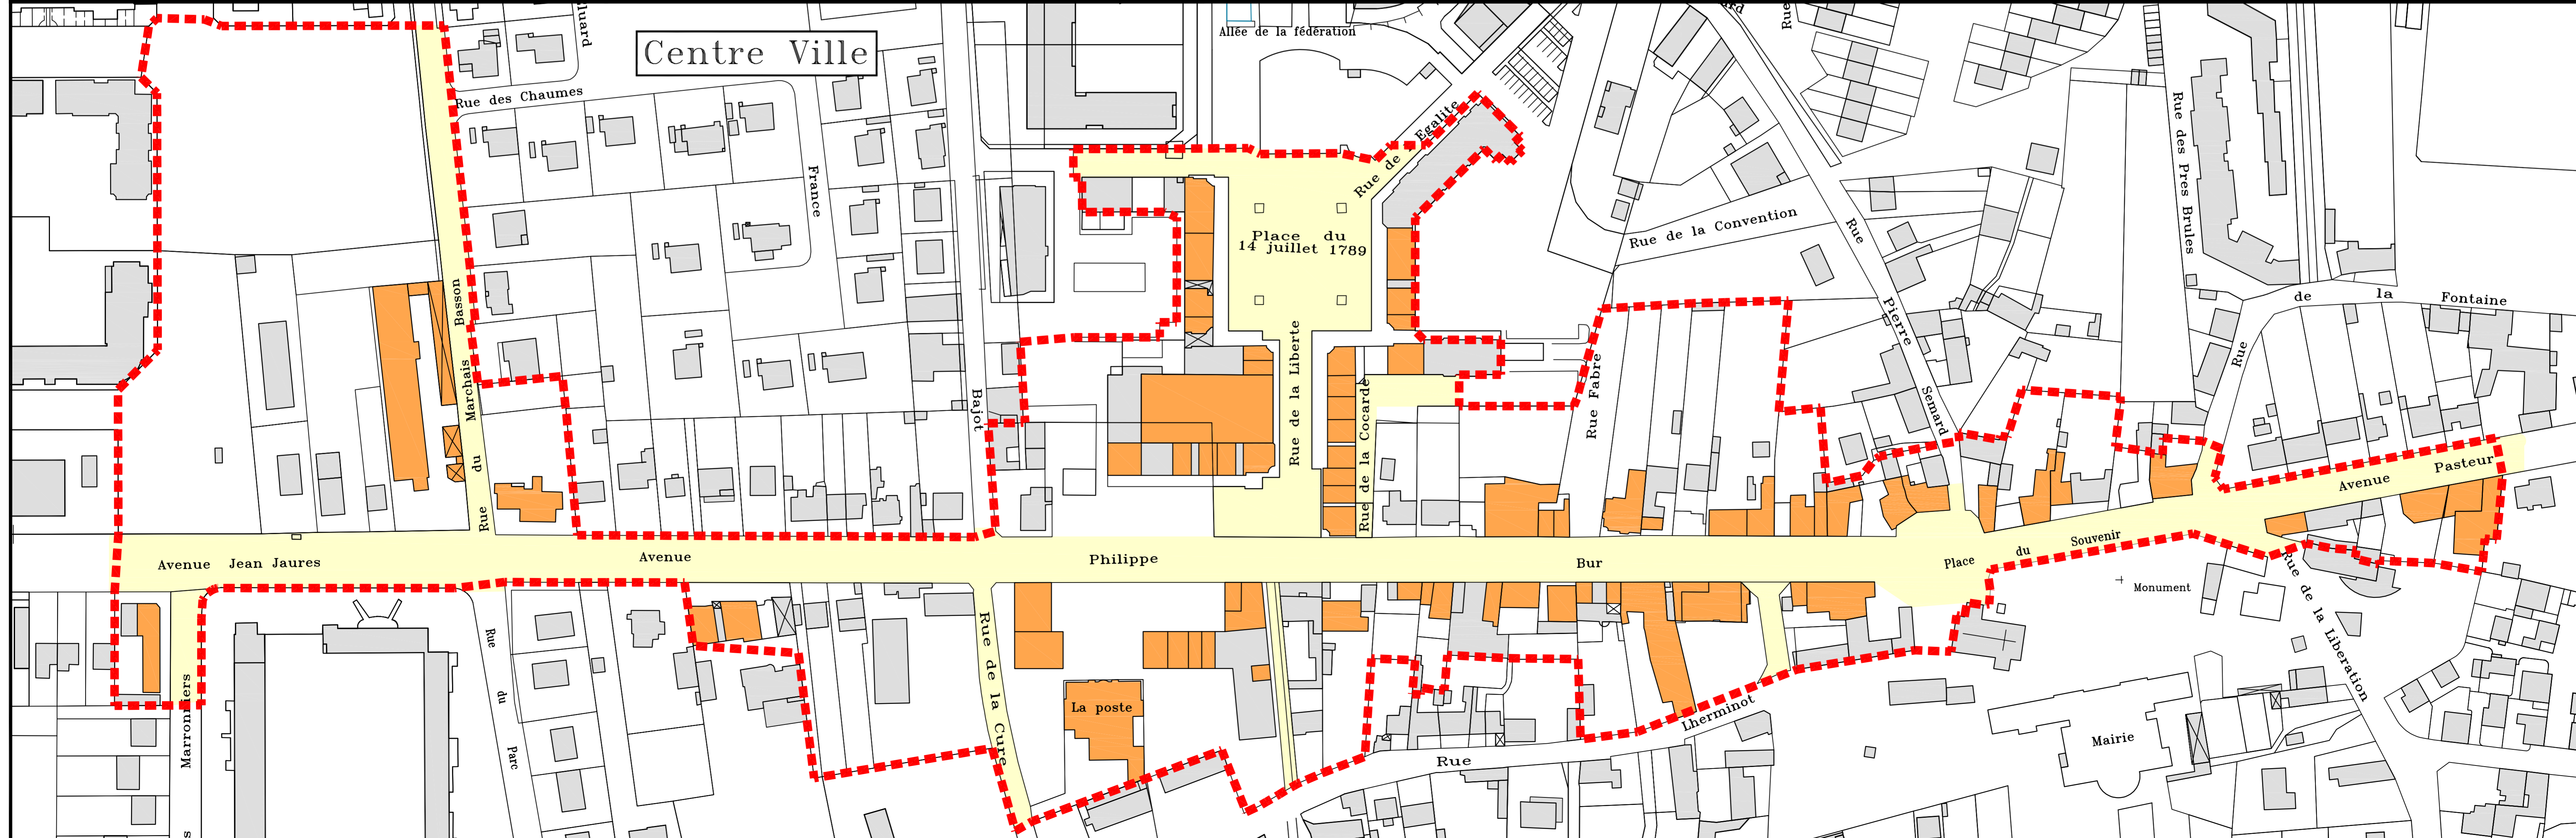 Centre Ville
Allée de la fédération
Rue des Chaumes
France
Rue de l'Egalite
Place du
14 juillet 1789
Rue de la Convention
Rue Pierre Semard
Rue des Pres Brules
Rue de la Fontaine
Rue du Marchais Basson
Bajot
Rue de la Liberte
Rue de la Cocarde
Rue Fabre
Avenue Pasteur
Avenue Jean Jaures
Avenue Philippe Bur
Place du Souvenir
Monument
Rue de la Liberation
Marronniers
Rue du Parc
Rue de la Cure
La poste
Rue Lherminot
Mairie